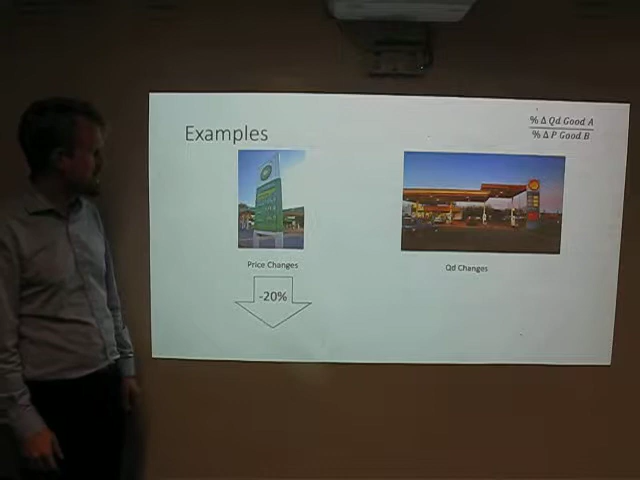 Examples
% Δ Qd Good A
% Δ P Good B
Price Changes
Qd Changes
-20%